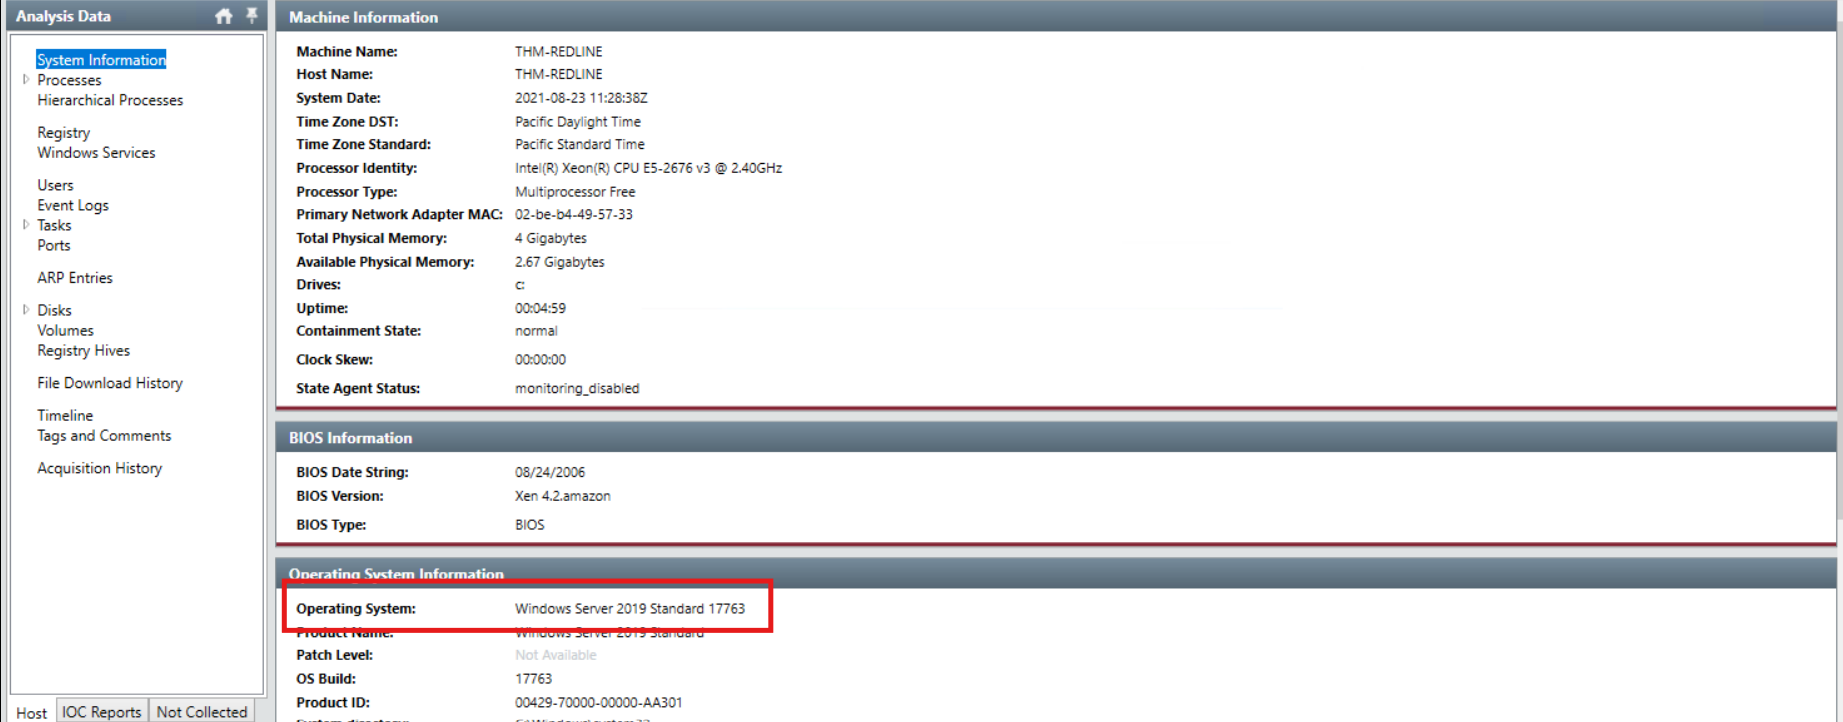 Analysis Data
System Information
Processes
Hierarchical Processes
Registry
Windows Services
Users
Event Logs
Tasks
Ports
ARP Entries
Disks
Volumes
Registry Hives
File Download History
Timeline
Tags and Comments
Acquisition History
Host IOC Reports Not Collected
Machine Information
Machine Name: THM-REDLINE
Host Name: THM-REDLINE
System Date: 2021-08-23 11:28:38Z
Time Zone DST: Pacific Daylight Time
Time Zone Standard: Pacific Standard Time
Processor Identity: Intel(R) Xeon(R) CPU E5-2676 v3 @ 2.40GHz
Processor Type: Multiprocessor Free
Primary Network Adapter MAC: 02-be-b4-49-57-33
Total Physical Memory: 4 Gigabytes
Available Physical Memory: 2.67 Gigabytes
Drives: c:
Uptime: 00:04:59
Containment State: normal
Clock Skew: 00:00:00
State Agent Status: monitoring_disabled
BIOS Information
BIOS Date String: 08/24/2006
BIOS Version: Xen 4.2.amazon
BIOS Type: BIOS
Operating System Information
Operating System: Windows Server 2019 Standard 17763
Product Name: Windows Server 2019 Standard
Patch Level: Not Available
OS Build: 17763
Product ID: 00429-70000-00000-AA301
System directory: C:\Windows\system32